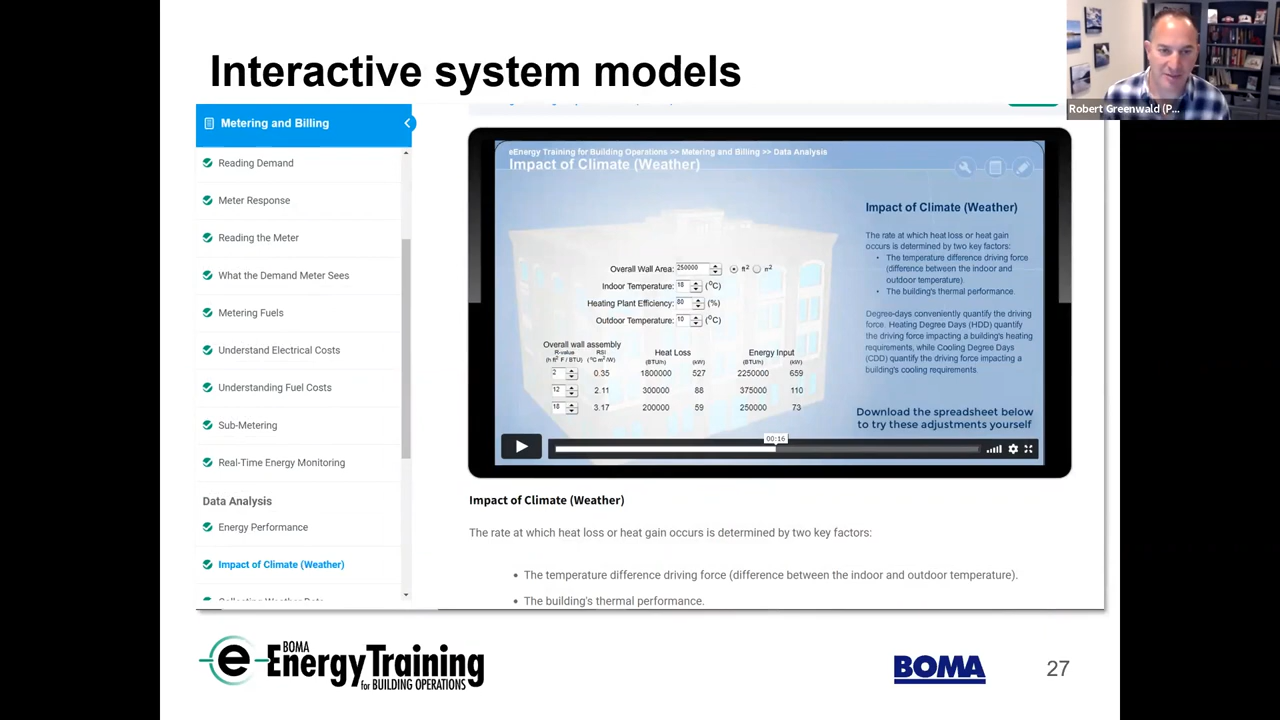 Interactive system models
Robert Greenwald (P...
Metering and Billing
Reading Demand
Meter Response
Reading the Meter
What the Demand Meter Sees
Metering Fuels
Understand Electrical Costs
Understanding Fuel Costs
Sub-Metering
Real-Time Energy Monitoring
Data Analysis
Energy Performance
Impact of Climate (Weather)
eEnergy Training for Building Operations >> Metering and Billing >> Data Analysis
Impact of Climate (Weather)
Overall Wall Area: 250000 ft² m²
Indoor Temperature: 18 (°C)
Heating Plant Efficiency: 80 (%)
Outdoor Temperature: 10 (°C)
Overall wall assembly
R-value RSI Heat Loss Energy Input
(h ft² F / BTU) (°C m²/W) (BTU/h) (kW) (BTU/h) (kW)
2 0.35 1800000 527 2250000 659
12 2.11 300000 88 375000 110
18 3.17 200000 59 250000 73
Impact of Climate (Weather)
The rate at which heat loss or heat gain
occurs is determined by two key factors:
• The temperature difference driving force
(difference between the indoor and
outdoor temperature)
• The building's thermal performance.
Degree-days conveniently quantify the driving
force. Heating Degree Days (HDD) quantify
the driving force impacting a building's heating
requirements, while Cooling Degree Days
(CDD) quantify the driving force impacting a
building's cooling requirements.
Download the spreadsheet below
to try these adjustments yourself
00:16
Impact of Climate (Weather)
The rate at which heat loss or heat gain occurs is determined by two key factors:
• The temperature difference driving force (difference between the indoor and outdoor temperature).
• The building's thermal performance.
e BOMA
EnergyTraining
for BUILDING OPERATIONS
BOMA
27